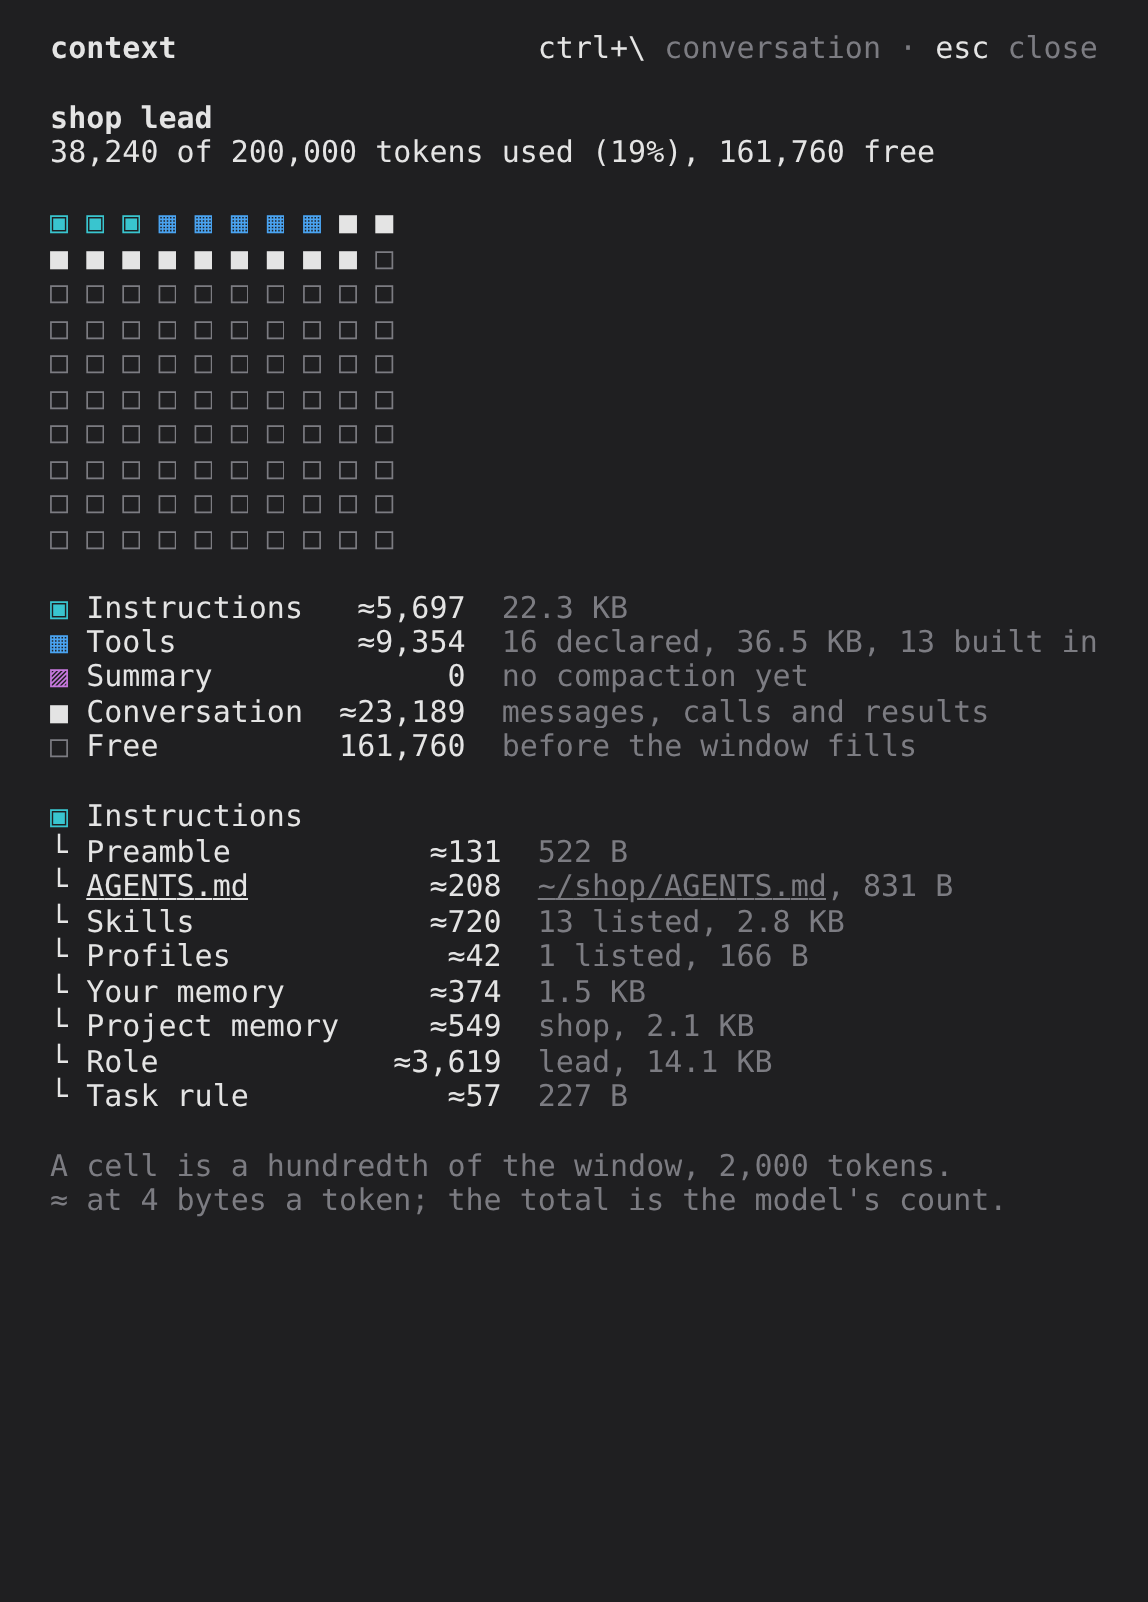 context ctrl+\ conversation · esc close
shop lead
38,240 of 200,000 tokens used (19%), 161,760 free
▣ Instructions ≈5,697 22.3 KB
▦ Tools ≈9,354 16 declared, 36.5 KB, 13 built in
▨ Summary 0 no compaction yet
■ Conversation ≈23,189 messages, calls and results
□ Free 161,760 before the window fills
▣ Instructions
└ Preamble ≈131 522 B
└ AGENTS.md ≈208 ~/shop/AGENTS.md, 831 B
└ Skills ≈720 13 listed, 2.8 KB
└ Profiles ≈42 1 listed, 166 B
└ Your memory ≈374 1.5 KB
└ Project memory ≈549 shop, 2.1 KB
└ Role ≈3,619 lead, 14.1 KB
└ Task rule ≈57 227 B
A cell is a hundredth of the window, 2,000 tokens.
≈ at 4 bytes a token; the total is the model's count.